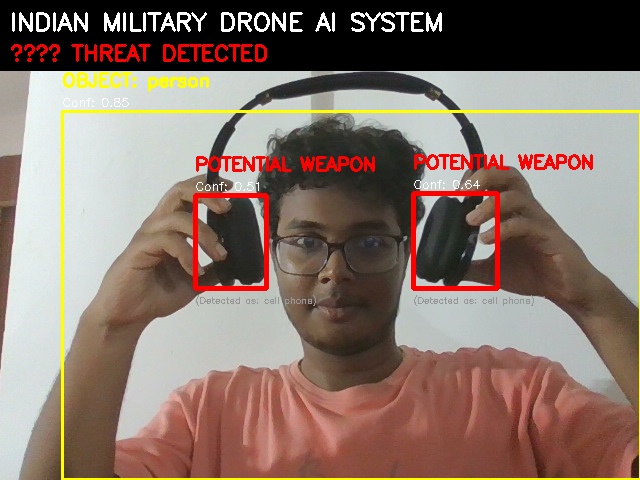 INDIAN MILITARY DRONE AI SYSTEM
???? THREAT DETECTED
OBJECT: person
Conf: 0.85
POTENTIAL WEAPON
Conf: 0.51
(Detected as: cell phone)
POTENTIAL WEAPON
Conf: 0.64
(Detected as: cell phone)